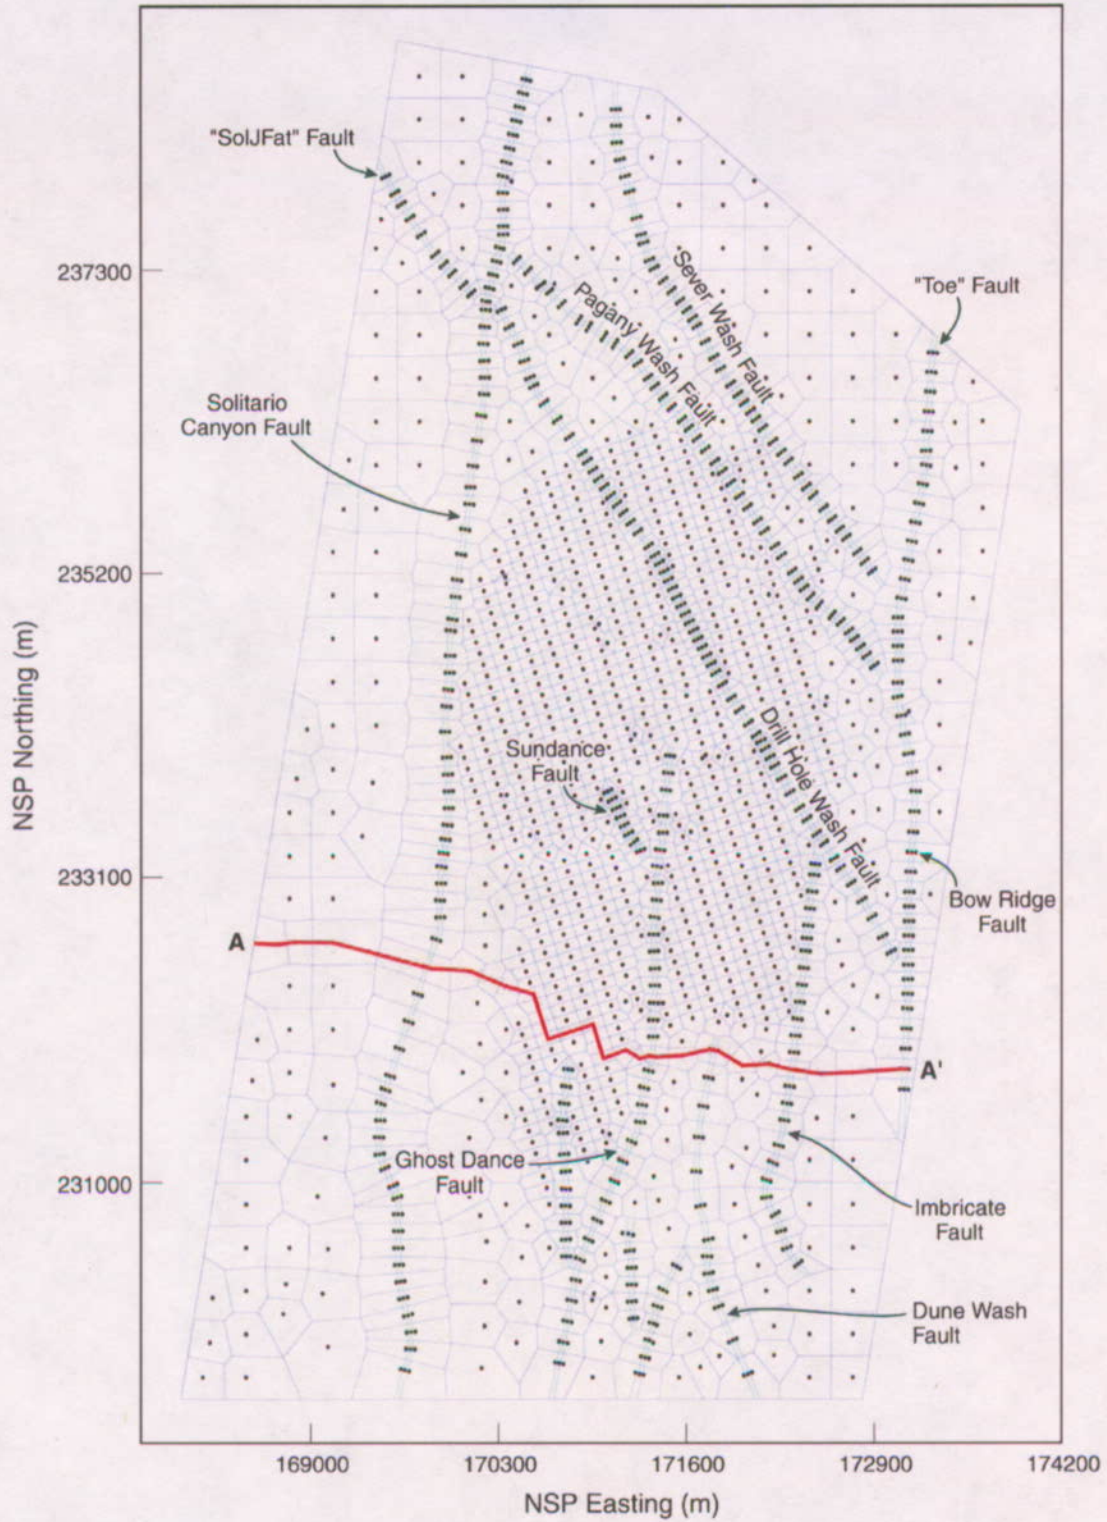 "SolJFat" Fault
237300
Sever Wash Fault
Pagany Wash Fault
"Toe" Fault
Solitario
Canyon Fault
235200
NSP Northing (m)
Sundance
Fault
Drill Hole Wash Fault
233100
Bow Ridge
Fault
A
A'
Ghost Dance
Fault
231000
Imbricate
Fault
Dune Wash
Fault
169000
170300
171600
172900
174200
NSP Easting (m)